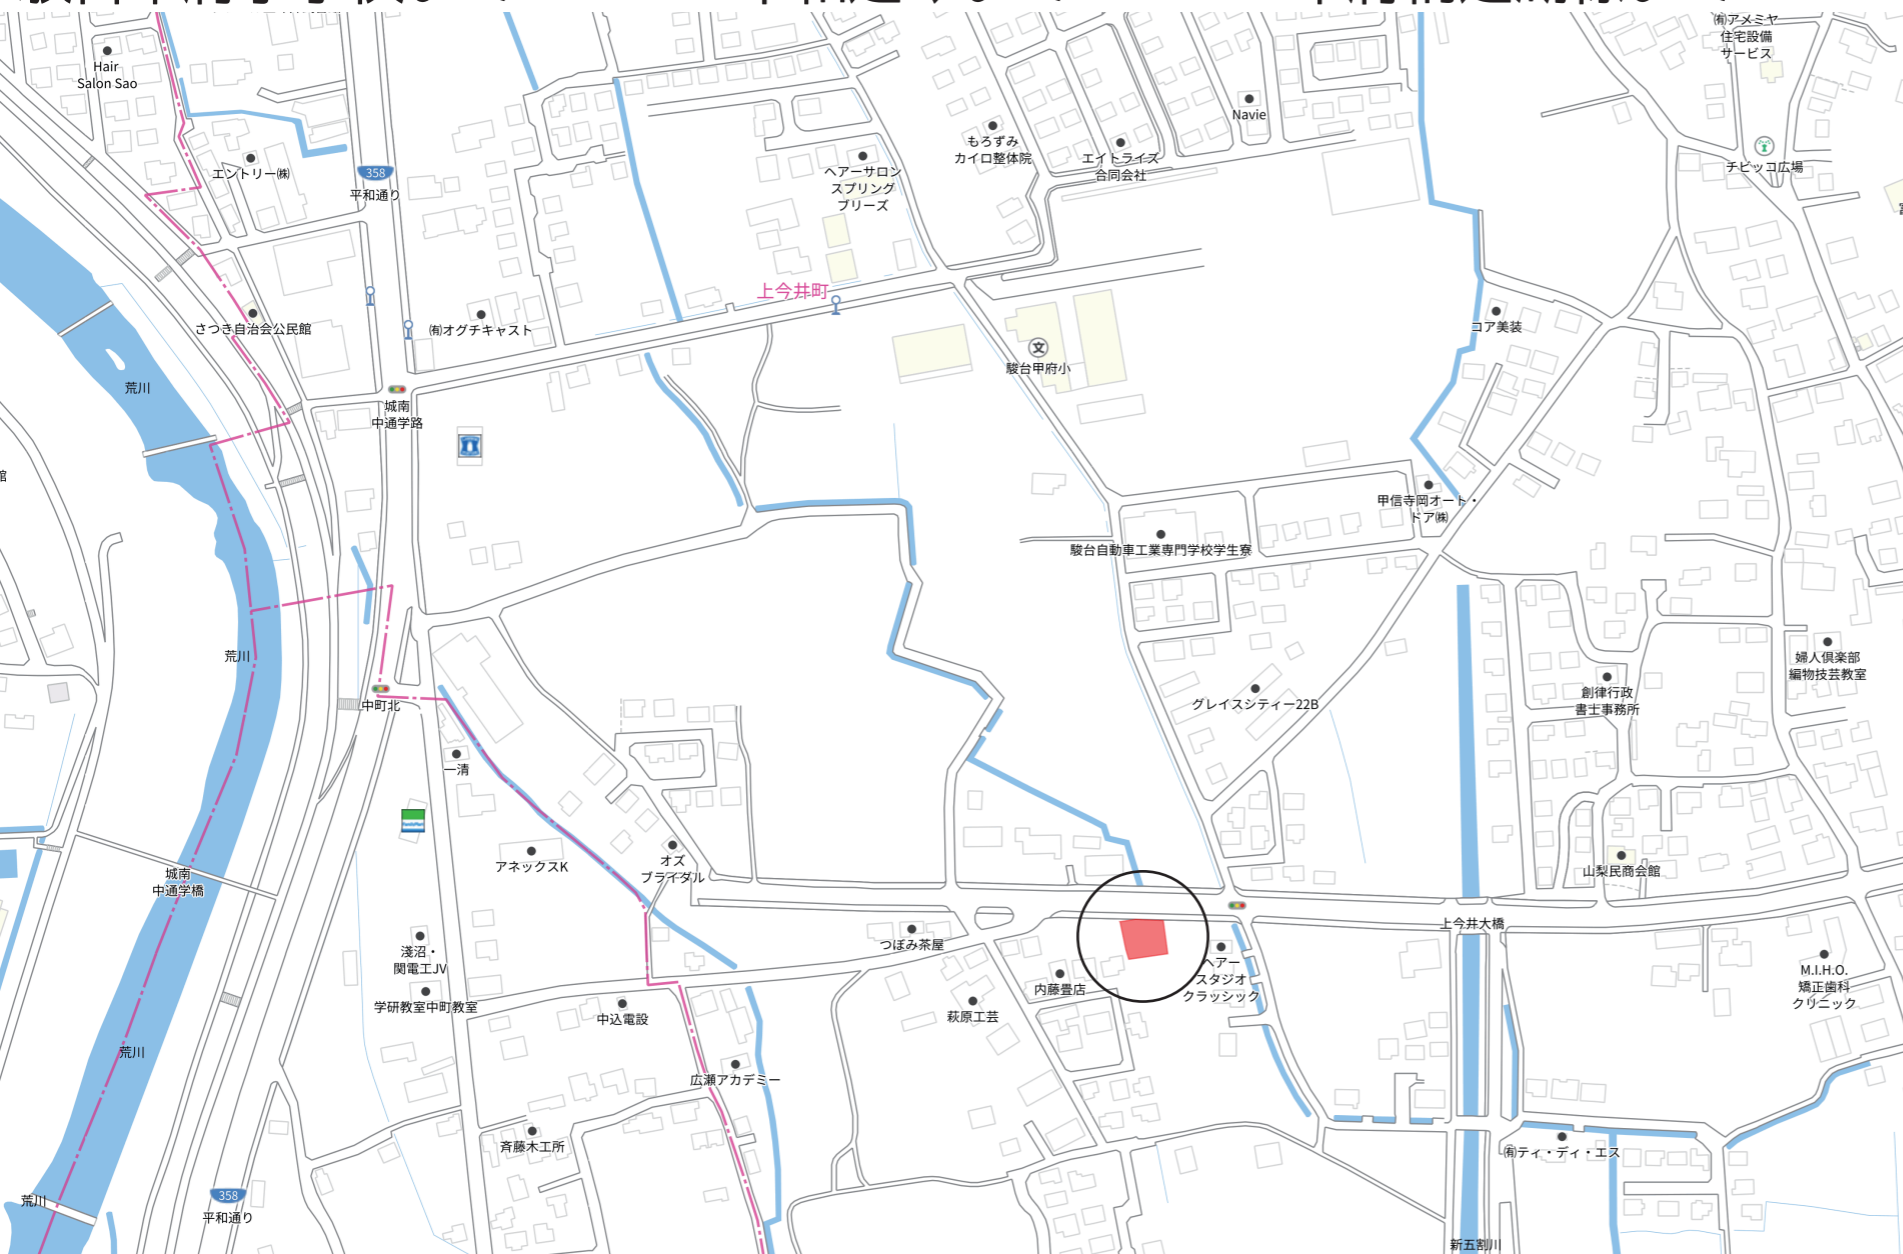 ㈲アメミヤ
住宅設備
サービス
Hair
Salon Sao
Navie
もろずみ
カイロ整体院
エイトライズ
合同会社
チビッコ広場
エントリー㈱
358
平和通り
ヘアーサロン
スプリング
ブリーズ
上今井町
さつき自治会公民館
㈲オグチキャスト
コア美装
駿台甲府小
荒川
城南
中通学路
館
甲信寺岡オート・
ドア㈱
駿台自動車工業専門学校学生寮
荒川
婦人倶楽部
編物技芸教室
創律行政
書士事務所
グレイスシティー22B
中町北
一清
アネックスK
オズ
ブライダル
城南
中通学橋
山梨民商会館
上今井大橋
淺沼・
関電工JV
つぼみ茶屋
ヘアー
スタジオ
クラッシック
内藤畳店
M.I.H.O.
矯正歯科
クリニック
学研教室中町教室
中込電設
萩原工芸
荒川
広瀬アカデミー
斉藤木工所
㈲ティ・ディ・エス
荒川
358
平和通り
新五割川